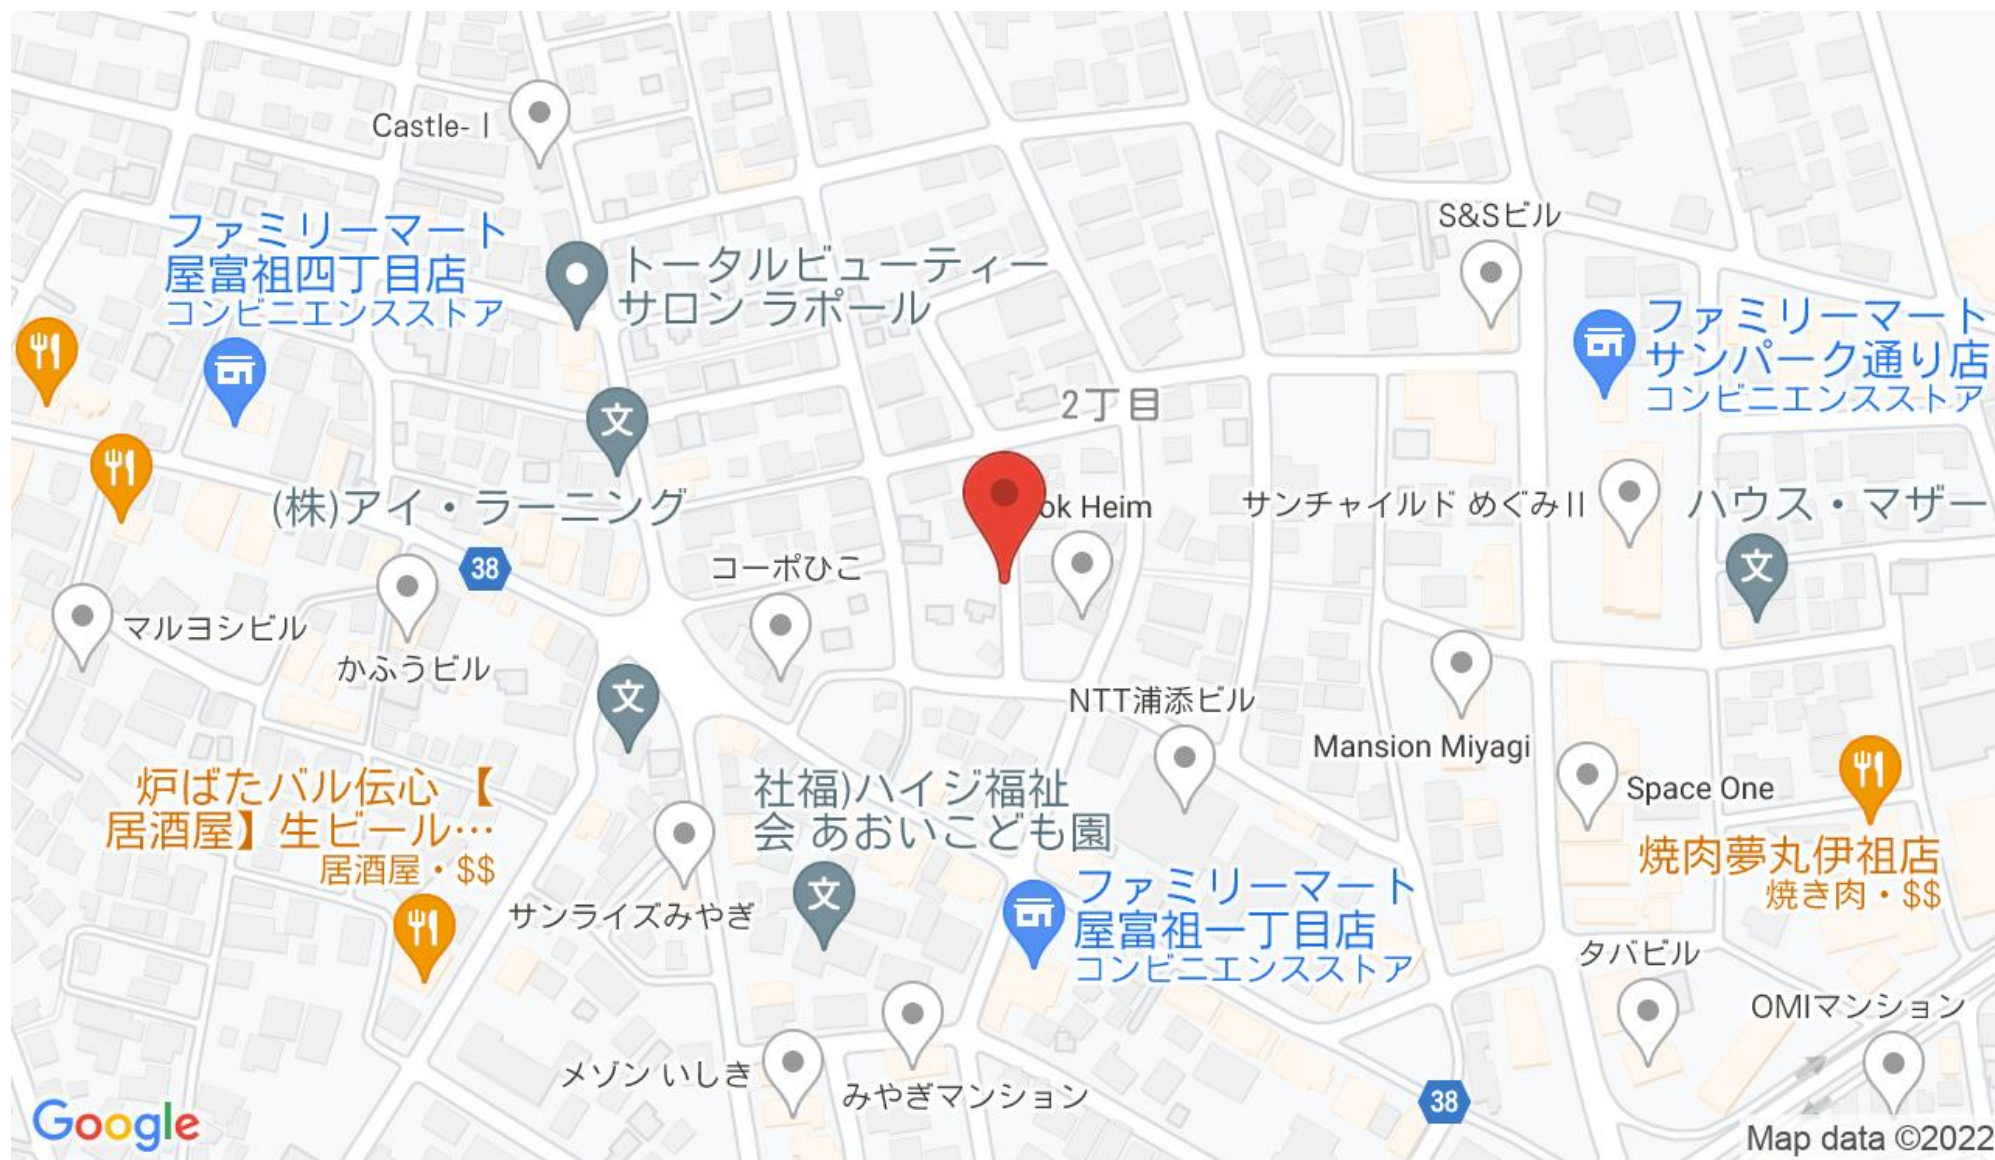 Castle-Ⅰ
S&Sビル
ファミリーマート
屋富祖四丁目店
コンビニエンスストア
トータルビューティー
サロン ラポール
ファミリーマート
サンパーク通り店
コンビニエンスストア
2丁目
(株)アイ・ラーニング
ok Heim
サンチャイルド めぐみⅡ
ハウス・マザー
38
コーポひこ
マルヨシビル
かふうビル
NTT浦添ビル
Mansion Miyagi
Space One
炉ばたバル伝心 【
居酒屋】生ビール…
居酒屋・$$
社福)ハイジ福祉
会 あおいこども園
焼肉夢丸伊祖店
焼き肉・$$
サンライズみやぎ
ファミリーマート
屋富祖一丁目店
コンビニエンスストア
タバビル
OMIマンション
メゾン いしき
みやぎマンション
38
Google
Map data ©2022